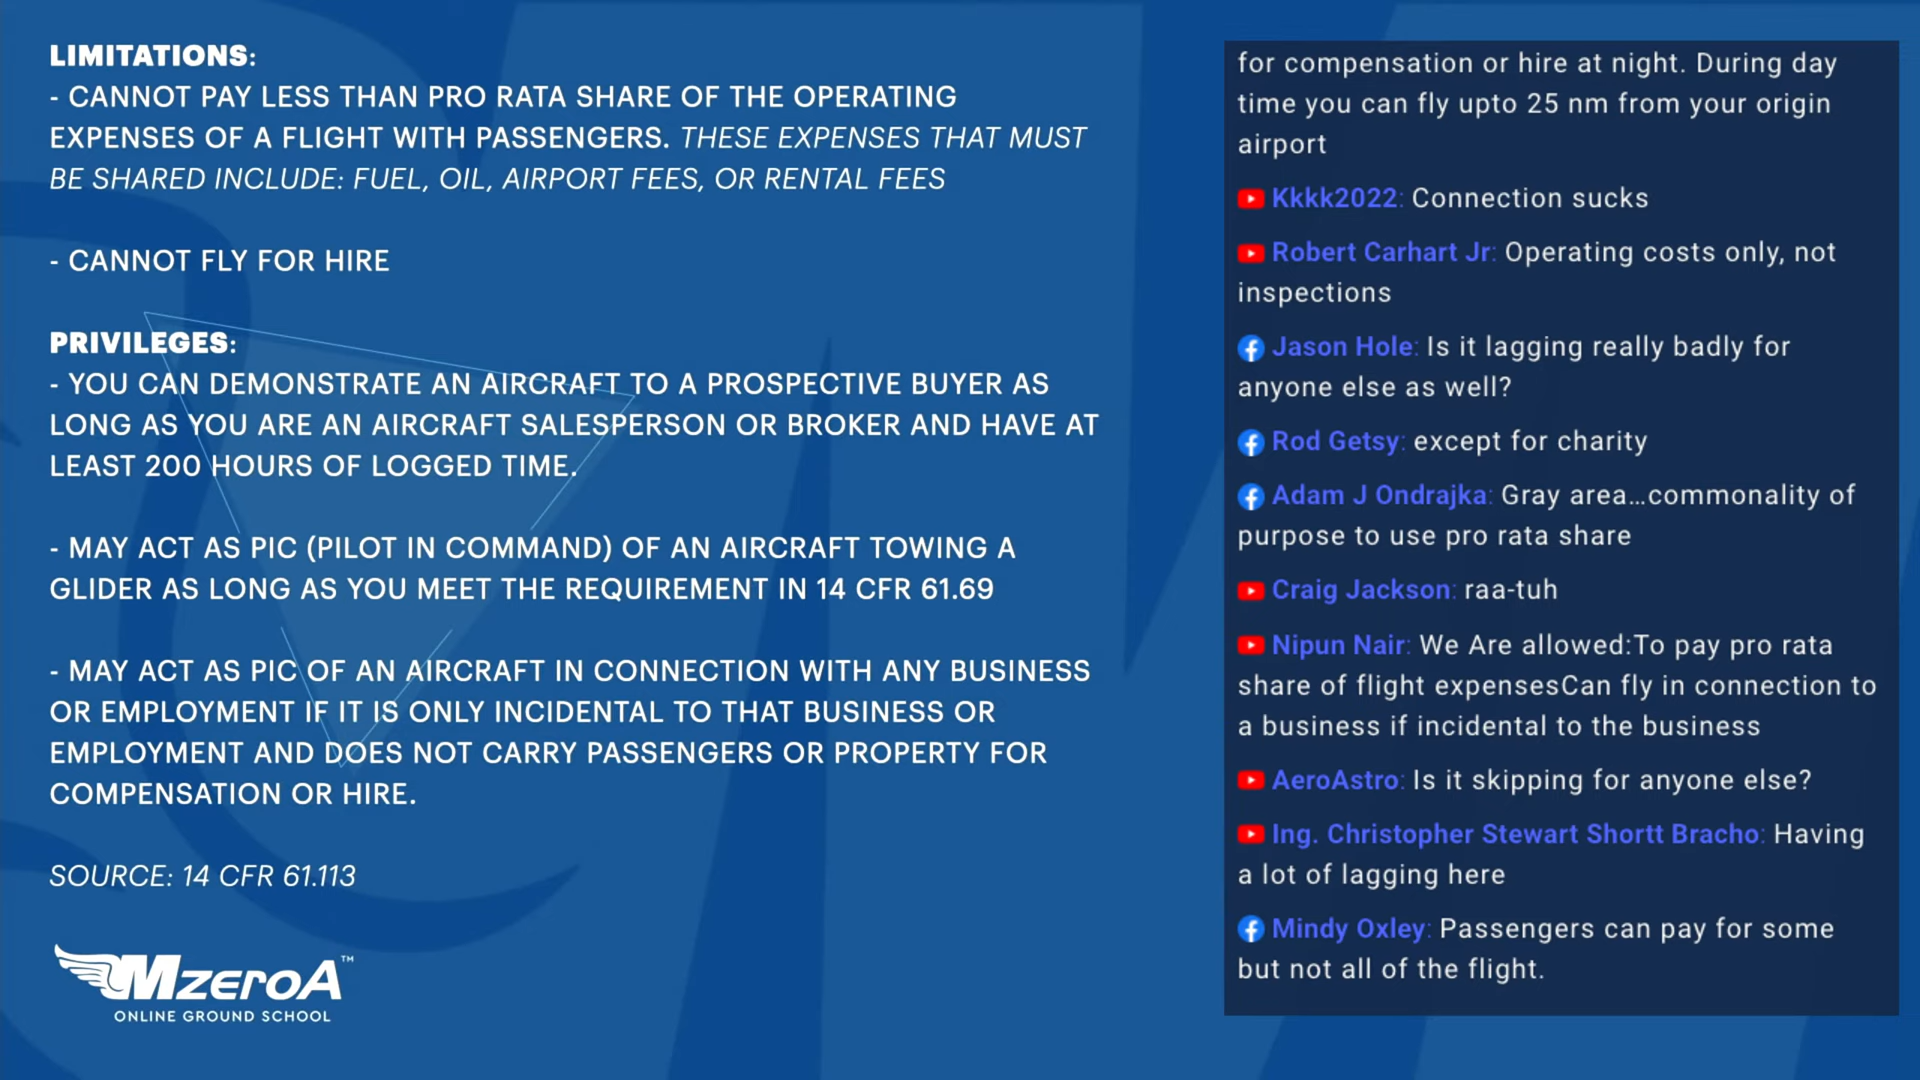 LIMITATIONS:
- CANNOT PAY LESS THAN PRO RATA SHARE OF THE OPERATING
EXPENSES OF A FLIGHT WITH PASSENGERS. THESE EXPENSES THAT MUST
BE SHARED INCLUDE: FUEL, OIL, AIRPORT FEES, OR RENTAL FEES
- CANNOT FLY FOR HIRE
PRIVILEGES:
- YOU CAN DEMONSTRATE AN AIRCRAFT TO A PROSPECTIVE BUYER AS
LONG AS YOU ARE AN AIRCRAFT SALESPERSON OR BROKER AND HAVE AT
LEAST 200 HOURS OF LOGGED TIME.
- MAY ACT AS PIC (PILOT IN COMMAND) OF AN AIRCRAFT TOWING A
GLIDER AS LONG AS YOU MEET THE REQUIREMENT IN 14 CFR 61.69
- MAY ACT AS PIC OF AN AIRCRAFT IN CONNECTION WITH ANY BUSINESS
OR EMPLOYMENT IF IT IS ONLY INCIDENTAL TO THAT BUSINESS OR
EMPLOYMENT AND DOES NOT CARRY PASSENGERS OR PROPERTY FOR
COMPENSATION OR HIRE.
SOURCE: 14 CFR 61.113
MzeroA™
ONLINE GROUND SCHOOL
for compensation or hire at night. During day
time you can fly upto 25 nm from your origin
airport
Kkkk2022: Connection sucks
Robert Carhart Jr: Operating costs only, not
inspections
Jason Hole: Is it lagging really badly for
anyone else as well?
Rod Getsy: except for charity
Adam J Ondrajka: Gray area...commonality of
purpose to use pro rata share
Craig Jackson: raa-tuh
Nipun Nair: We Are allowed:To pay pro rata
share of flight expensesCan fly in connection to
a business if incidental to the business
AeroAstro: Is it skipping for anyone else?
Ing. Christopher Stewart Shortt Bracho: Having
a lot of lagging here
Mindy Oxley: Passengers can pay for some
but not all of the flight.